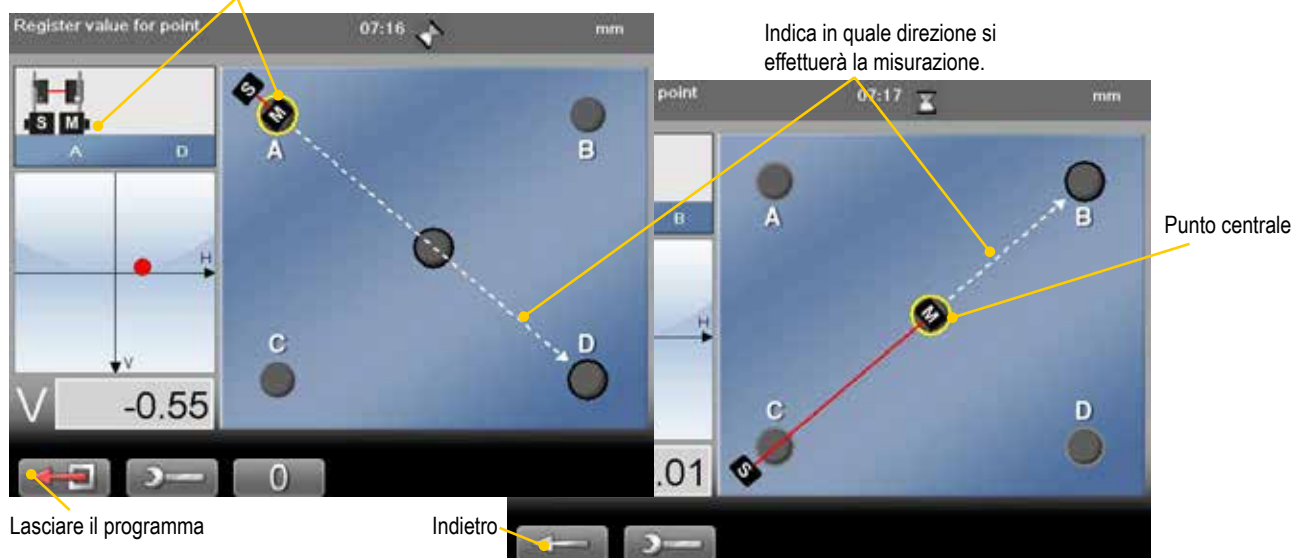 Register value for point
07:16
mm
S M
A D
S
M
A
B
C
D
H
V
V -0.55
0
Lasciare il programma
Indica in quale direzione si
effettuerà la misurazione.
point
07:17
mm
B
H
.01
A
B
M
C
D
S
Punto centrale
Indietro